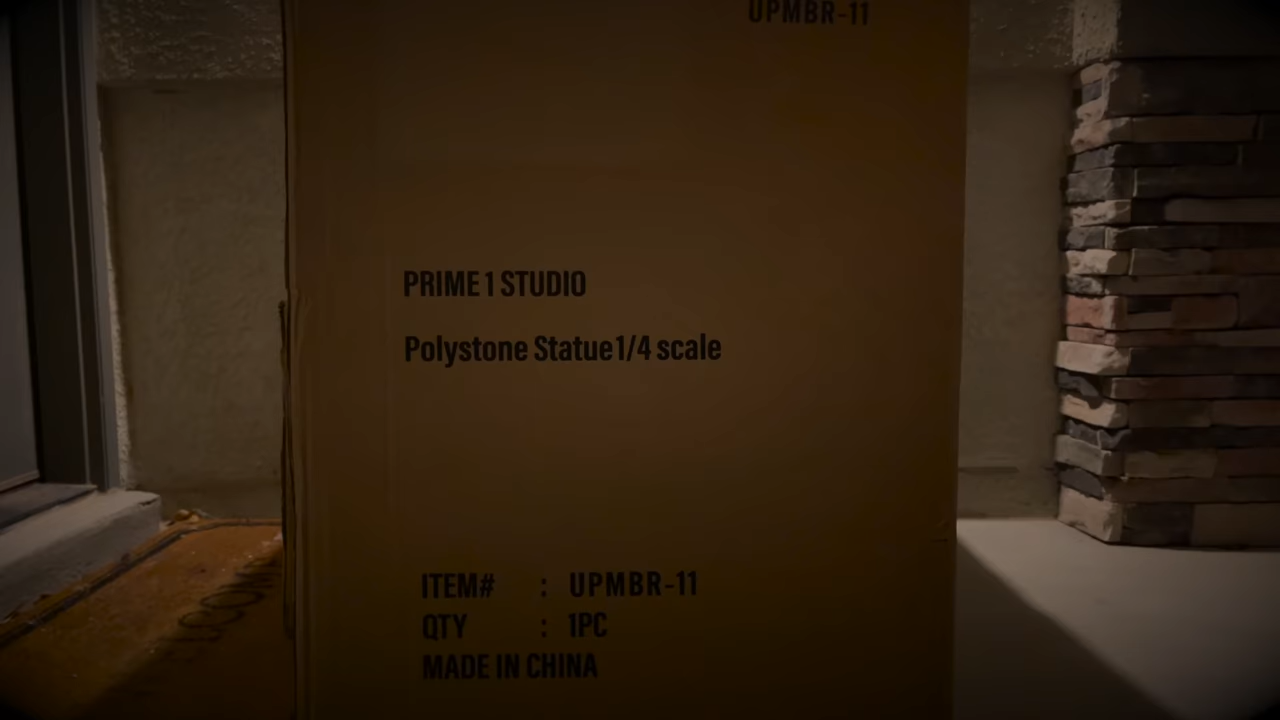 UPMBR-11
PRIME 1 STUDIO
Polystone Statue 1/4 scale
ITEM# : UPMBR-11
QTY : 1PC
MADE IN CHINA